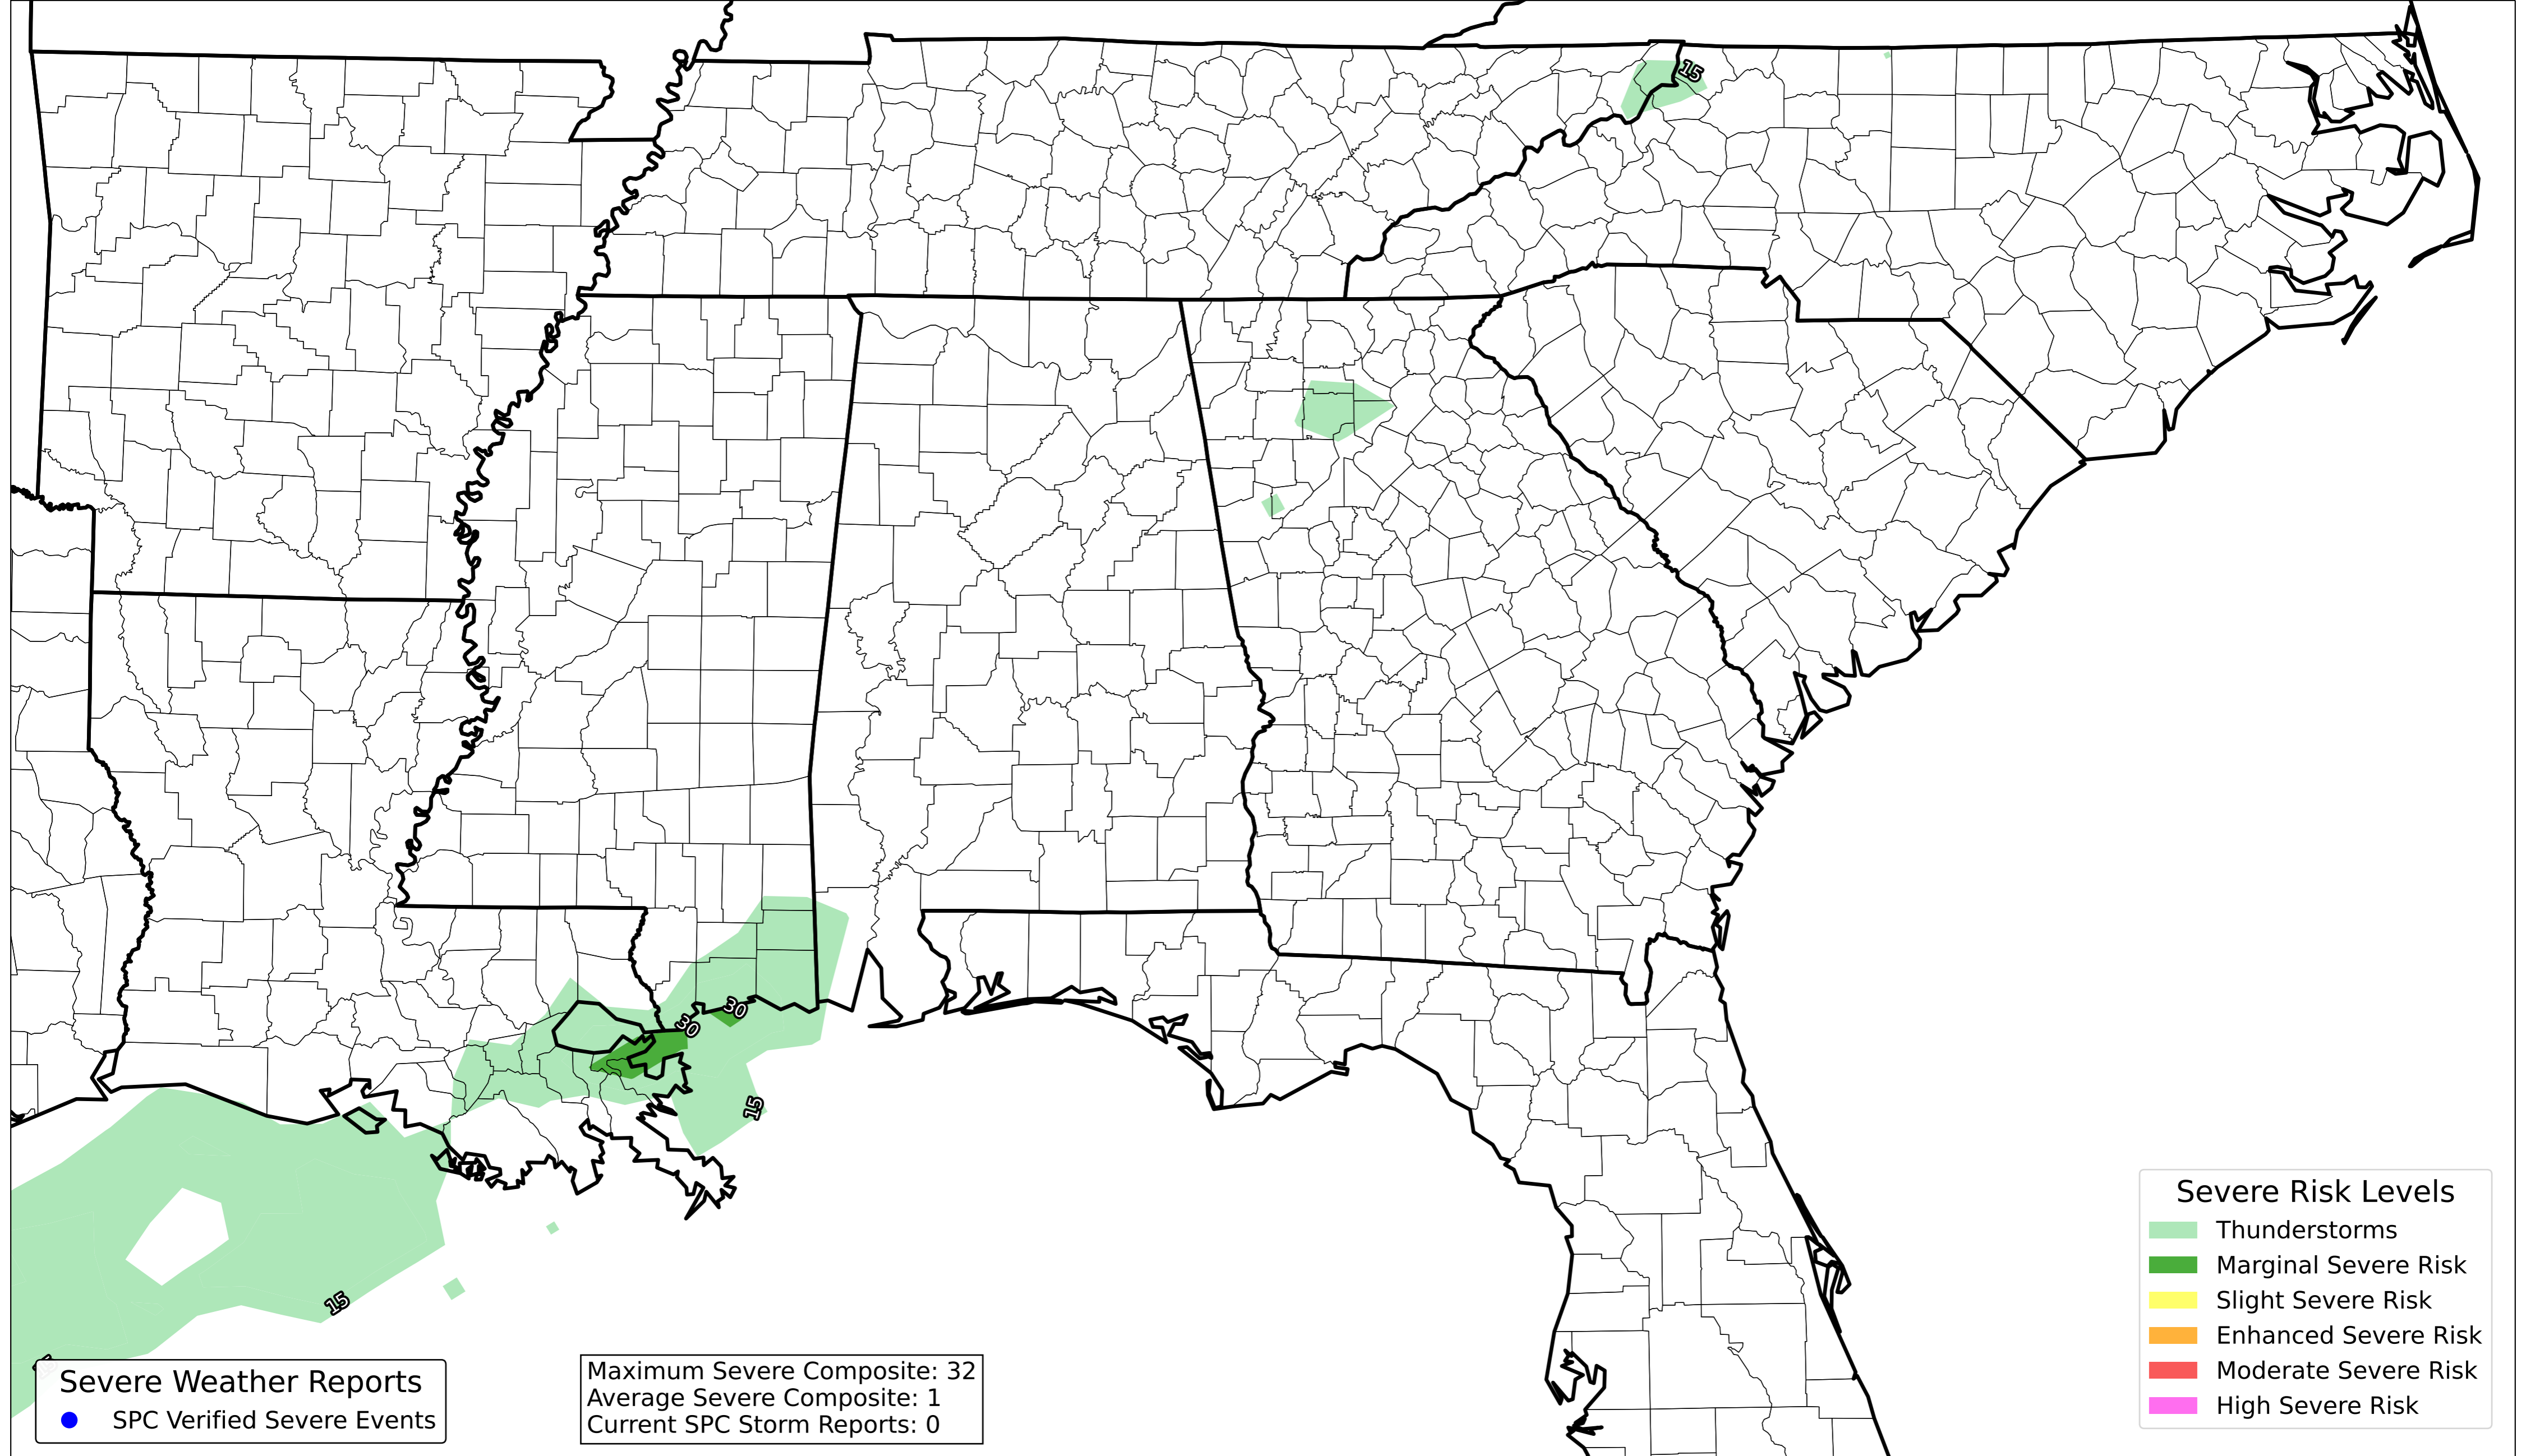 15
30
30
15
15
Severe Weather Reports
SPC Verified Severe Events
Maximum Severe Composite: 32
Average Severe Composite: 1
Current SPC Storm Reports: 0
Severe Risk Levels
Thunderstorms
Marginal Severe Risk
Slight Severe Risk
Enhanced Severe Risk
Moderate Severe Risk
High Severe Risk